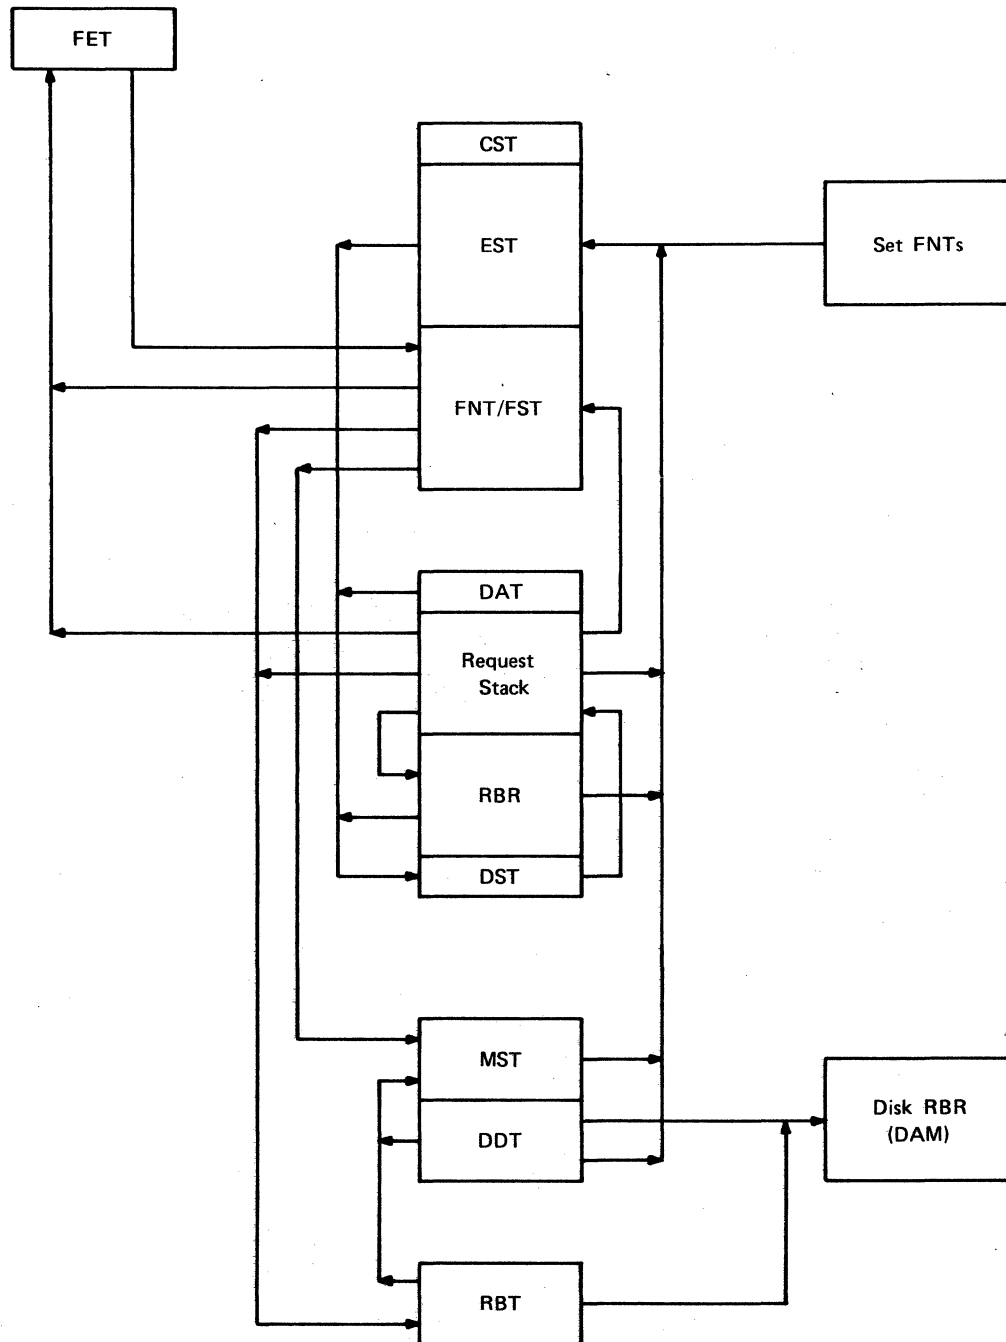 FET
CST
EST
Set FNTs
FNT/FST
DAT
Request
Stack
RBR
DST
MST
Disk RBR
(DAM)
DDT
RBT